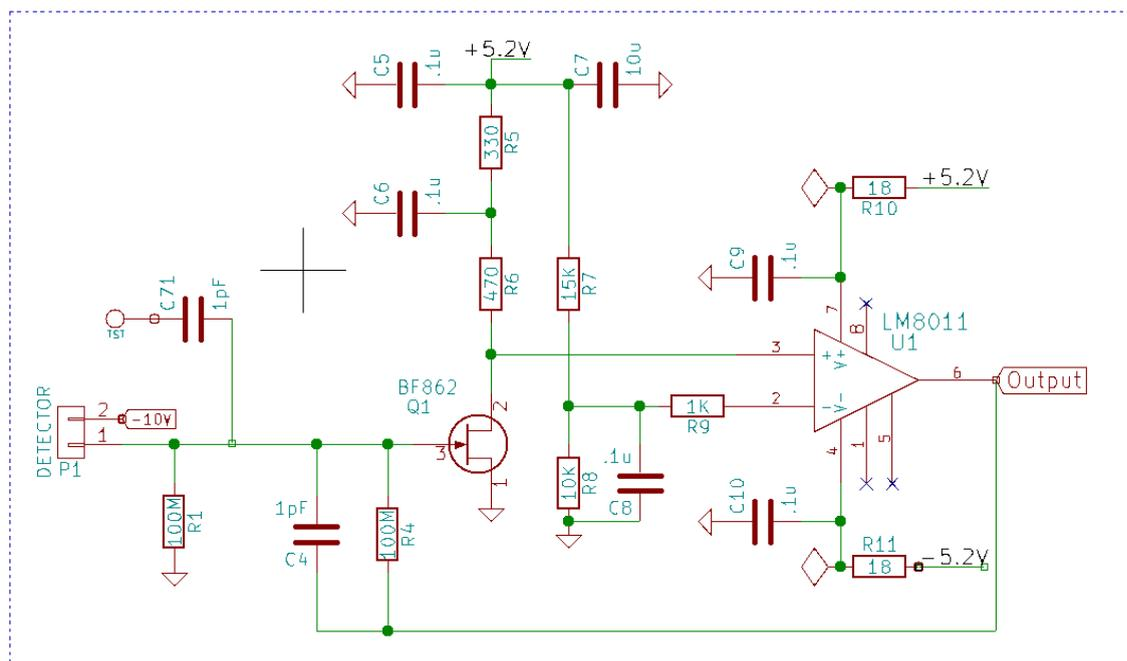 +5.2V
C5
.1u
C7
10u
330
R5
C6
.1u
+5.2V
18
R10
470
R6
15K
R7
C9
.1u
C71
1pF
TST
7
8
LM8011
U1
3
+
V+
6
Output
BF862
Q1
2
2
-
V-
1K
R9
DETECTOR
2
-10V
1
P1
3
1
4
1
5
.1u
C8
10K
R8
C10
.1u
100M
R1
1pF
C4
100M
R4
R11
18
-5.2V